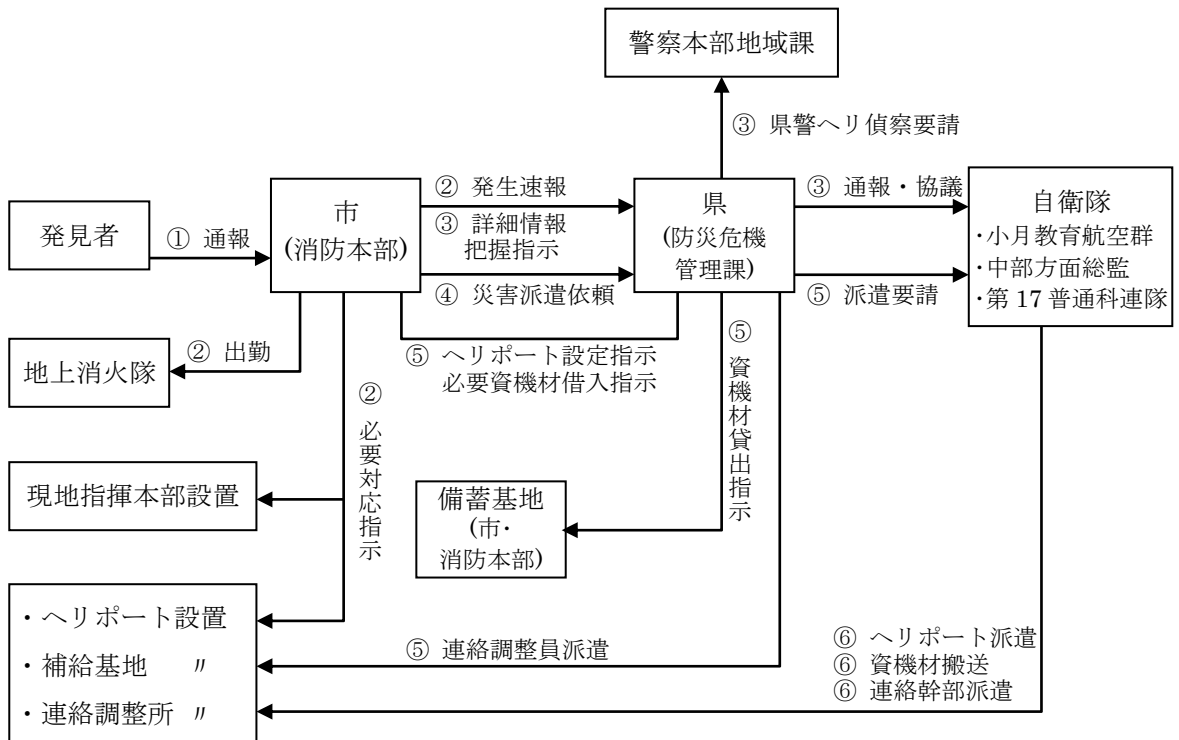 警察本部地域課
③ 県警ヘリ偵察要請
発見者
① 通報
市
(消防本部)
② 発生速報
③ 詳細情報
把握指示
④ 災害派遣依頼
県
(防災危機
管理課)
③ 通報・協議
⑤ 派遣要請
自衛隊
・小月教育航空群
・中部方面総監
・第 17 普通科連隊
地上消火隊
② 出勤
⑤ ヘリポート設定指示
必要資機材借入指示
② 必要対応指示
⑤ 資機材貸出指示
現地指揮本部設置
備蓄基地
(市・
消防本部)
・ヘリポート設置
・補給基地 〃
・連絡調整所 〃
⑤ 連絡調整員派遣
⑥ ヘリポート派遣
⑥ 資機材搬送
⑥ 連絡幹部派遣